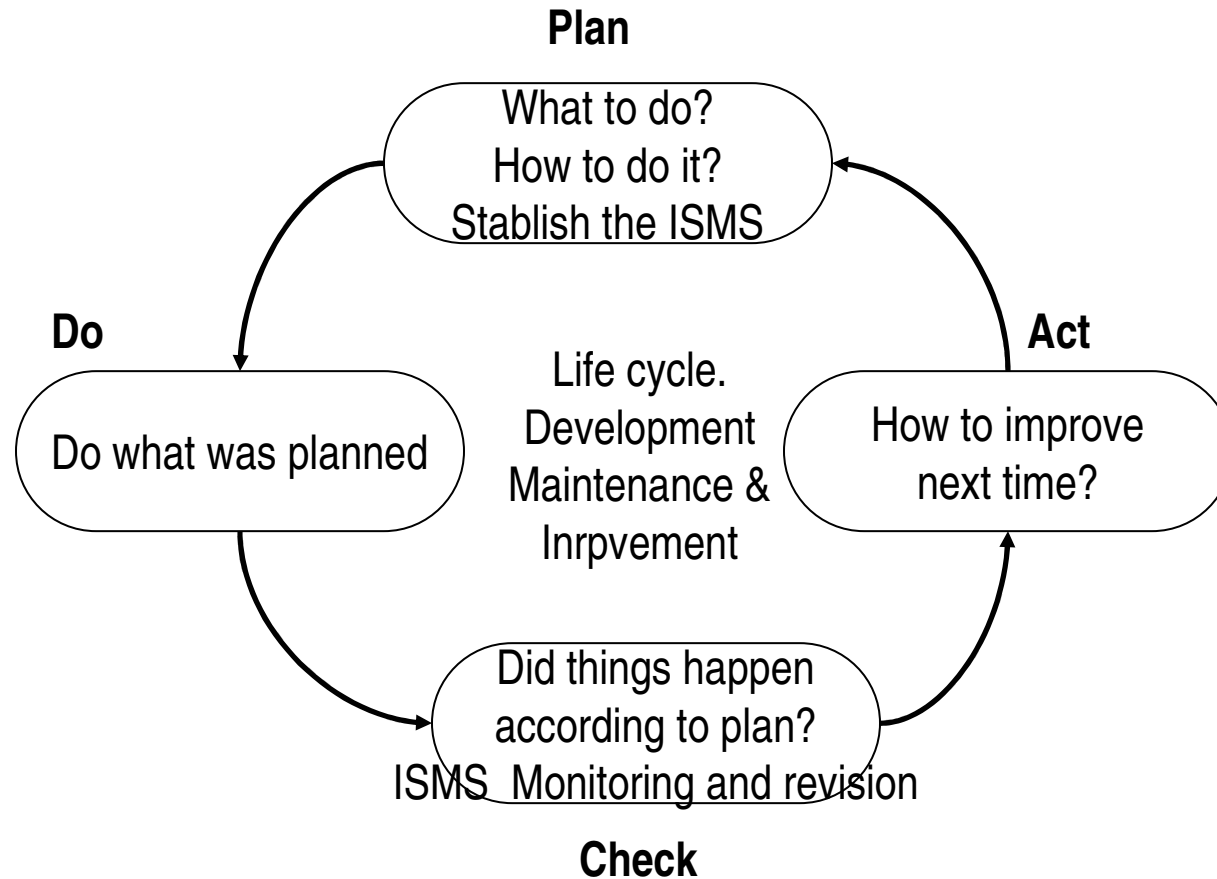 Plan
What to do?
How to do it?
Stablish the ISMS
Do
Do what was planned
Life cycle.
Development
Maintenance &
Inrpvement
Act
How to improve
next time?
Did things happen
according to plan?
ISMS Monitoring and revision
Check